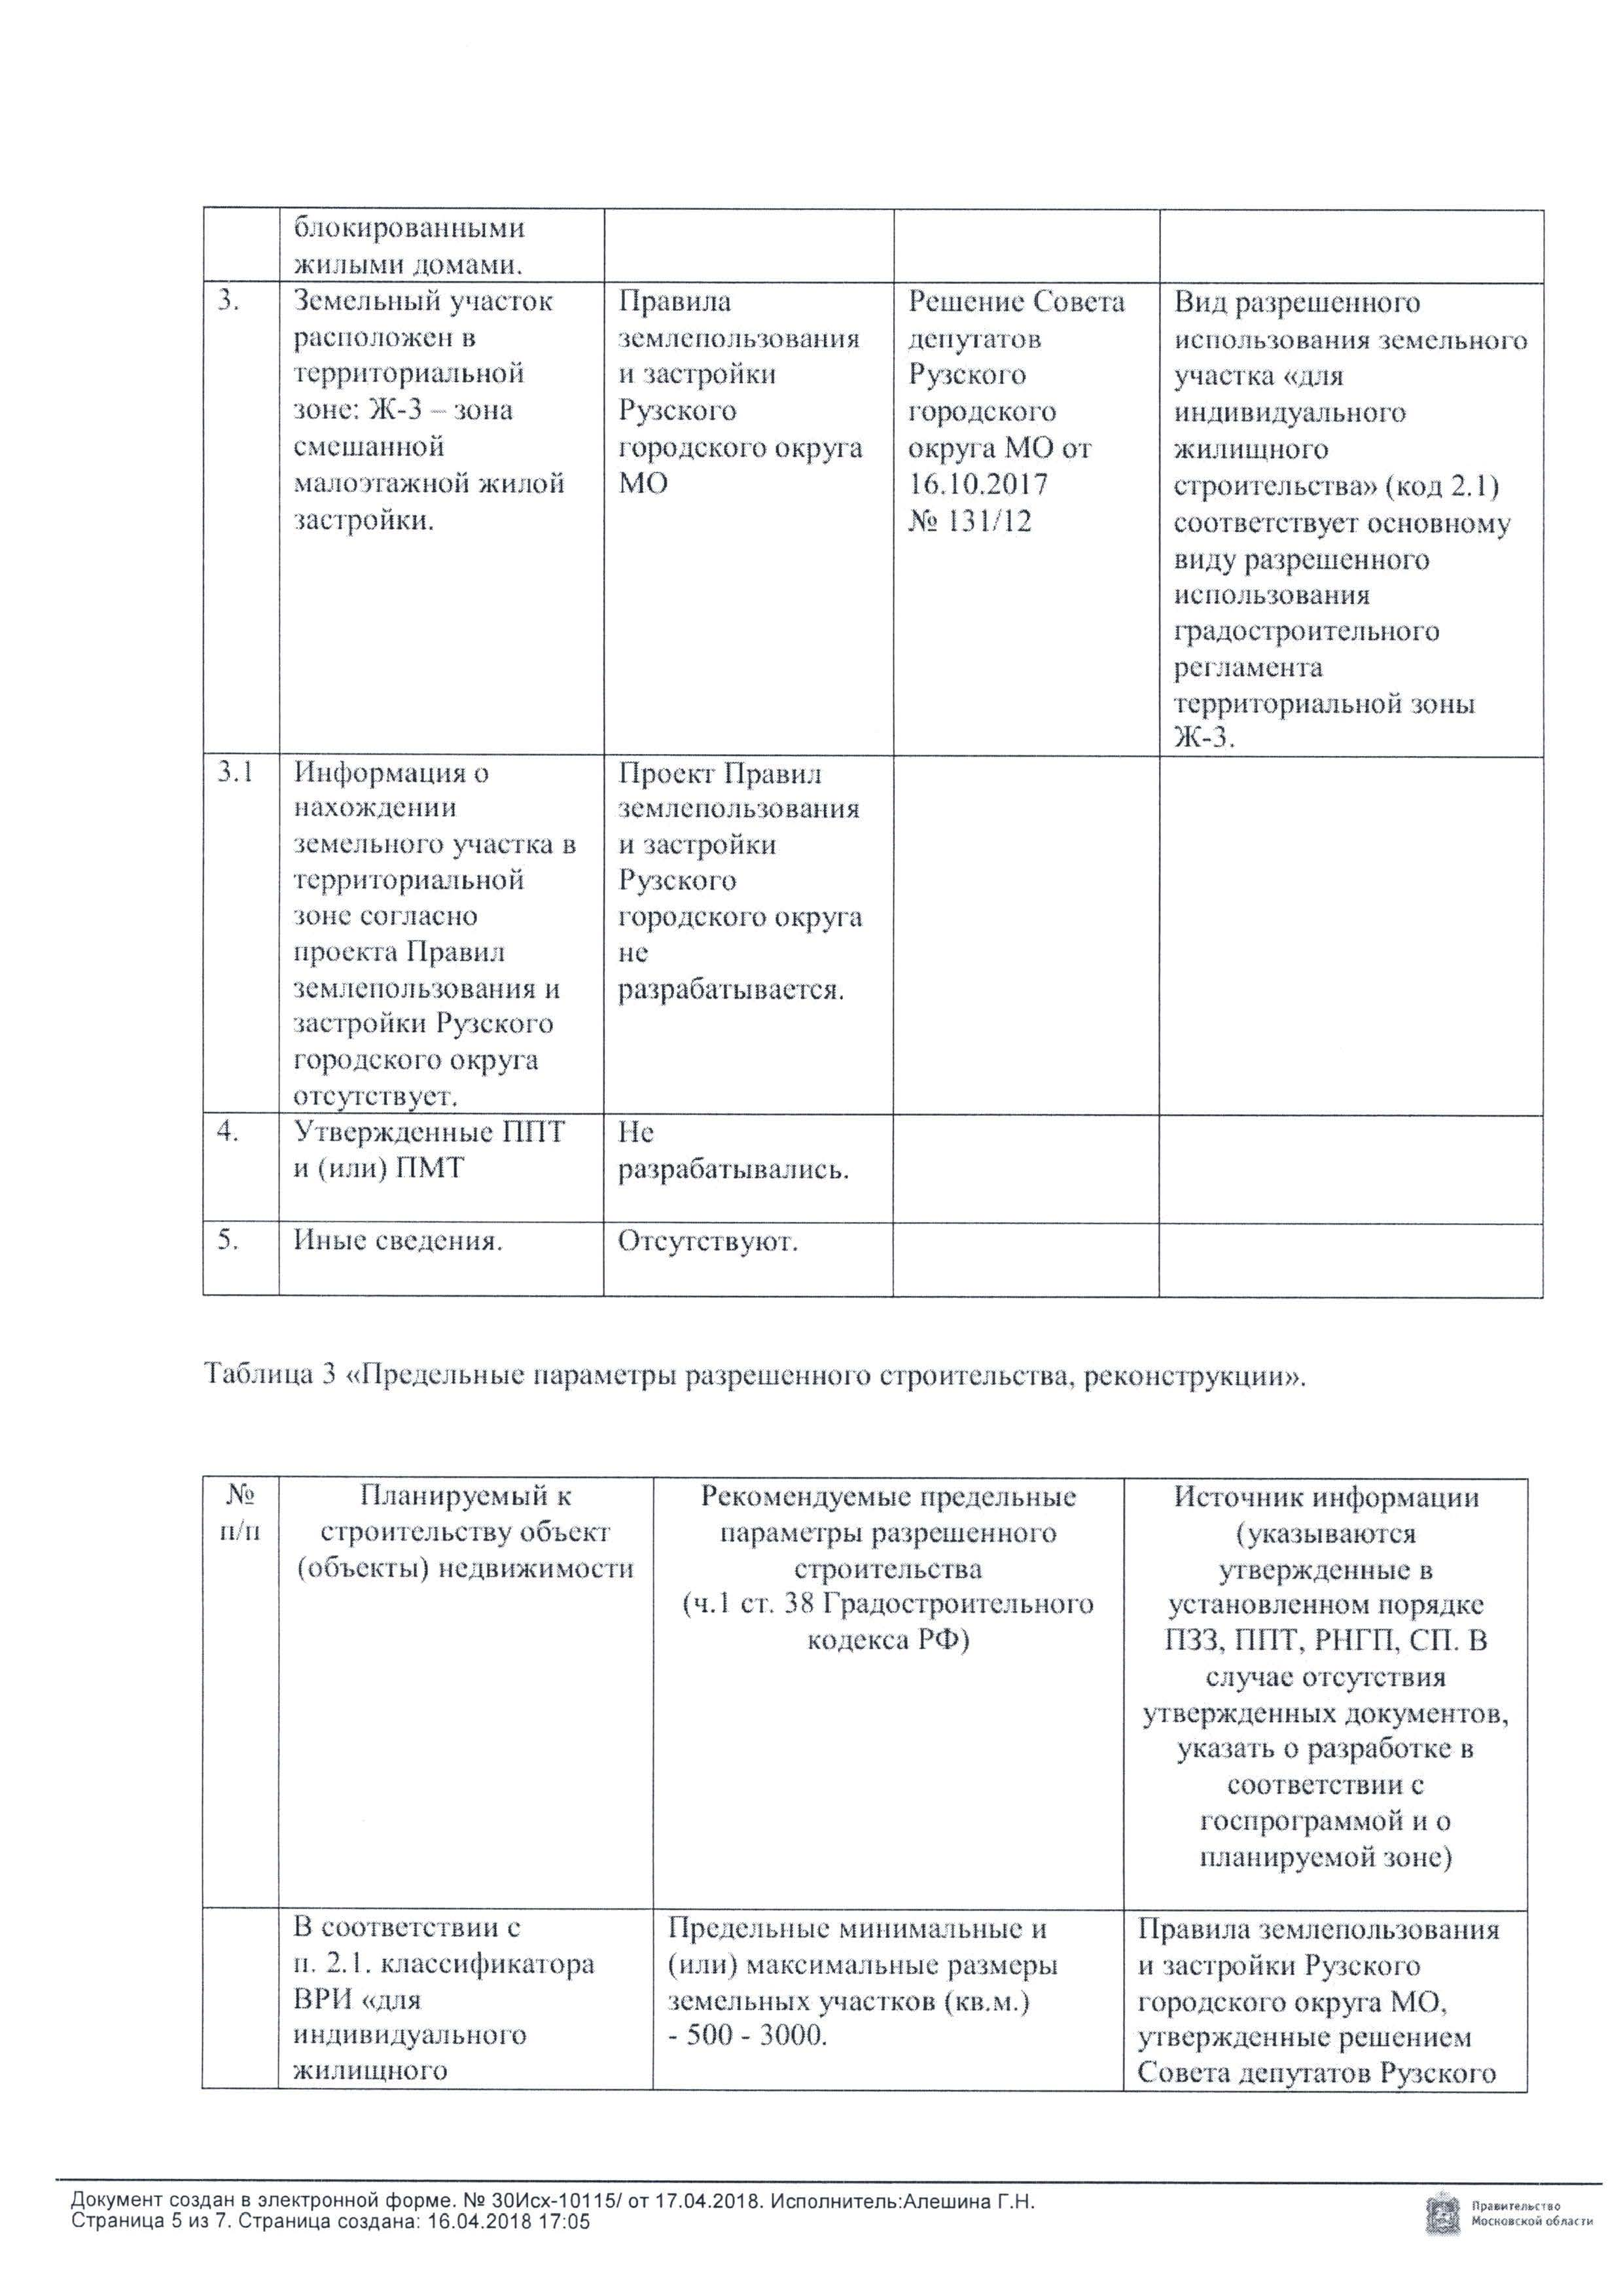 блокированными
жилыми домами.
3.
Земельный участок
расположен в
территориальной
зоне: Ж-3 – зона
смешанной
малоэтажной жилой
застройки.
Правила
землепользования
и застройки
Рузского
городского округа
МО
Решение Совета
депутатов
Рузского
городского
округа МО от
16.10.2017
№ 131/12
Вид разрешенного
использования земельного
участка «для
индивидуального
жилищного
строительства» (код 2.1)
соответствует основному
виду разрешенного
использования
градостроительного
регламента
территориальной зоны
Ж-3.
3.1
Информация о
нахождении
земельного участка в
территориальной
зоне согласно
проекта Правил
землепользования и
застройки Рузского
городского округа
отсутствует.
Проект Правил
землепользования
и застройки
Рузского
городского округа
не
разрабатывается.
4.
Утвержденные ППТ
и (или) ПМТ
Не
разрабатывались.
5.
Иные сведения.
Отсутствуют.
Таблица 3 «Предельные параметры разрешенного строительства, реконструкции».
№
п/п
Планируемый к
строительству объект
(объекты) недвижимости
Рекомендуемые предельные
параметры разрешенного
строительства
(ч.1 ст. 38 Градостроительного
кодекса РФ)
Источник информации
(указываются
утвержденные в
установленном порядке
ПЗЗ, ППТ, РНГП, СП. В
случае отсутствия
утвержденных документов,
указать о разработке в
соответствии с
госпрограммой и о
планируемой зоне)
В соответствии с
п. 2.1. классификатора
ВРИ «для
индивидуального
жилищного
Предельные минимальные и
(или) максимальные размеры
земельных участков (кв.м.)
- 500 - 3000.
Правила землепользования
и застройки Рузского
городского округа МО,
утвержденные решением
Совета депутатов Рузского
Документ создан в электронной форме. № 30Исх-10115/ от 17.04.2018. Исполнитель:Алешина Г.Н.
Страница 5 из 7. Страница создана: 16.04.2018 17:05
Правительство
Московской области